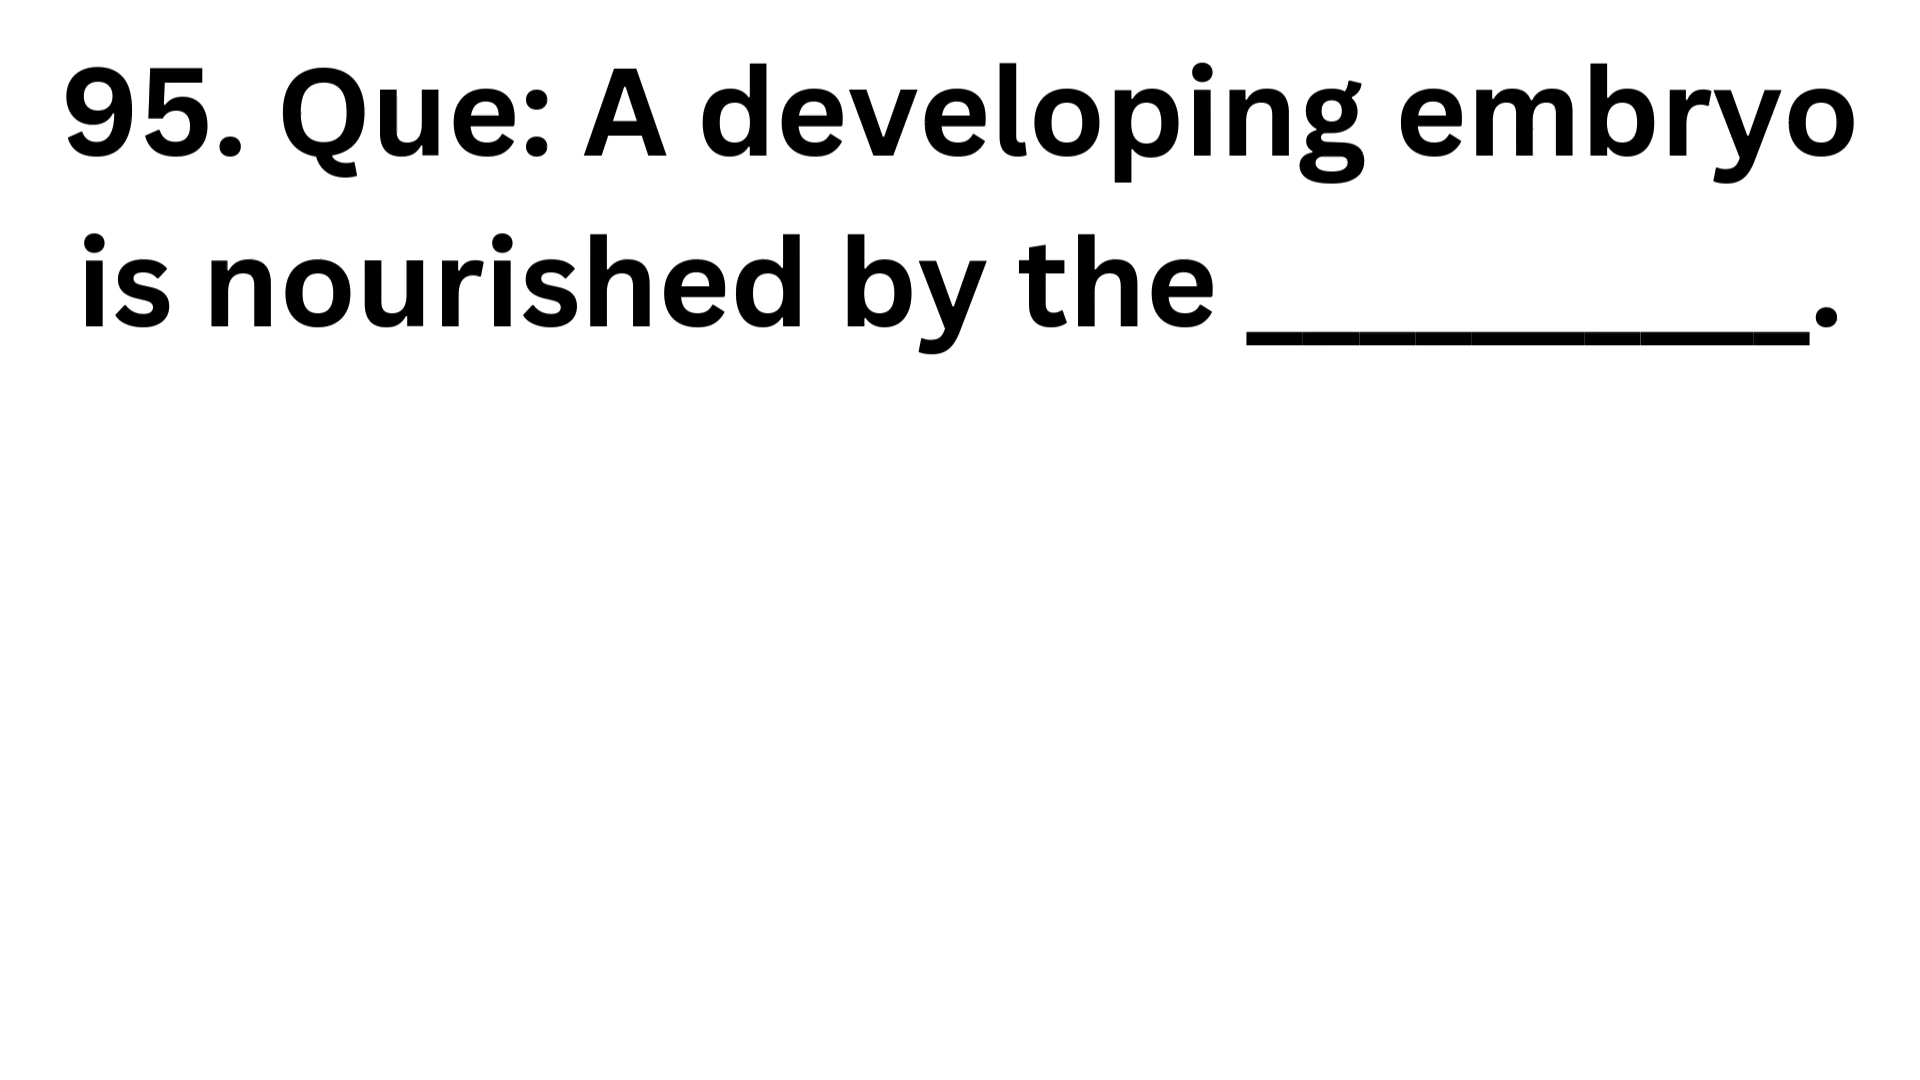 95. Que: A developing embryo
is nourished by the __________.